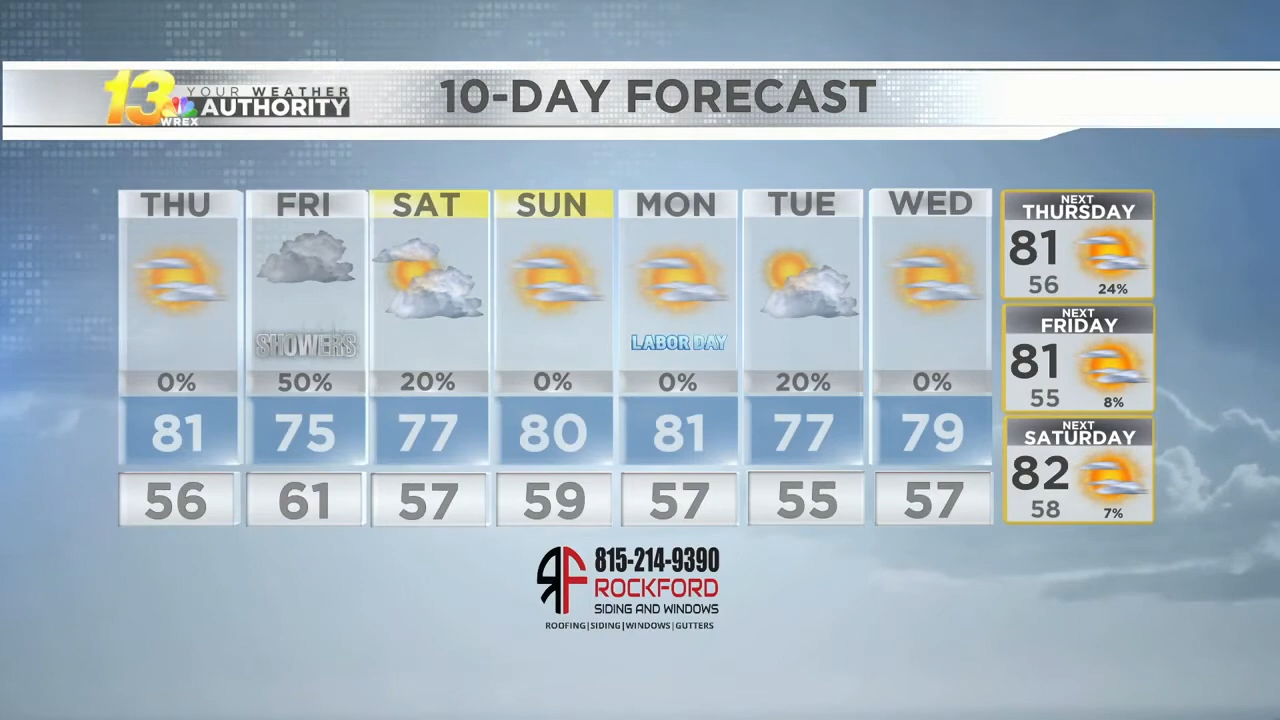 13 YOUR WEATHER
WREX AUTHORITY
10-DAY FORECAST
THU FRI SAT SUN MON TUE WED
SHOWERS LABOR DAY
0% 50% 20% 0% 0% 20% 0%
81 75 77 80 81 77 79
56 61 57 59 57 55 57
NEXT
THURSDAY
81
56 24%
NEXT
FRIDAY
81
55 8%
NEXT
SATURDAY
82
58 7%
RF 815-214-9390
ROCKFORD
SIDING AND WINDOWS
ROOFING|SIDING|WINDOWS|GUTTERS